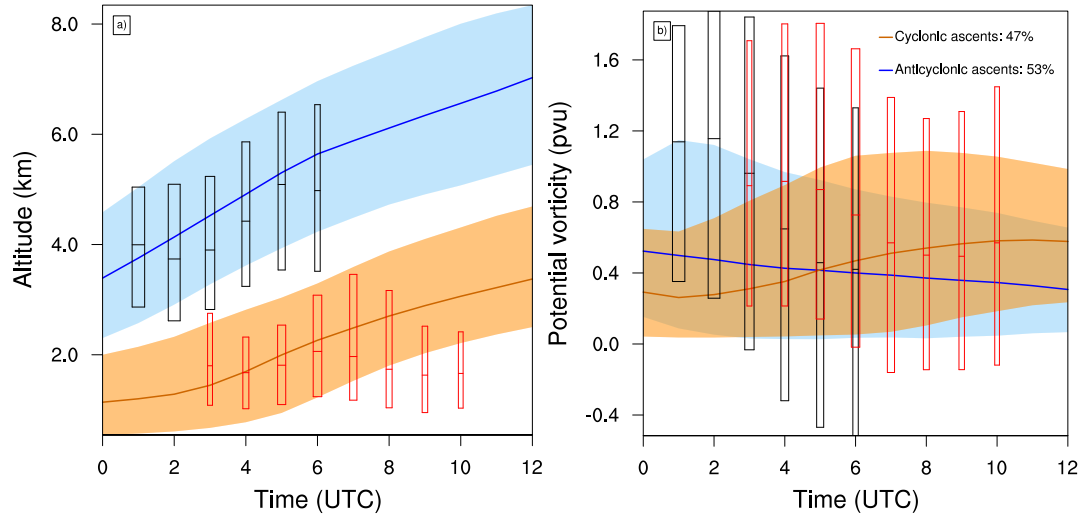 a)
8.0
6.0
4.0
2.0
Altitude (km)
0 2 4 6 8 10 12
Time (UTC)
b)
Cyclonic ascents: 47%
Anticyclonic ascents: 53%
1.6
1.2
0.8
0.4
0.0
-0.4
Potential vorticity (pvu)
0 2 4 6 8 10 12
Time (UTC)